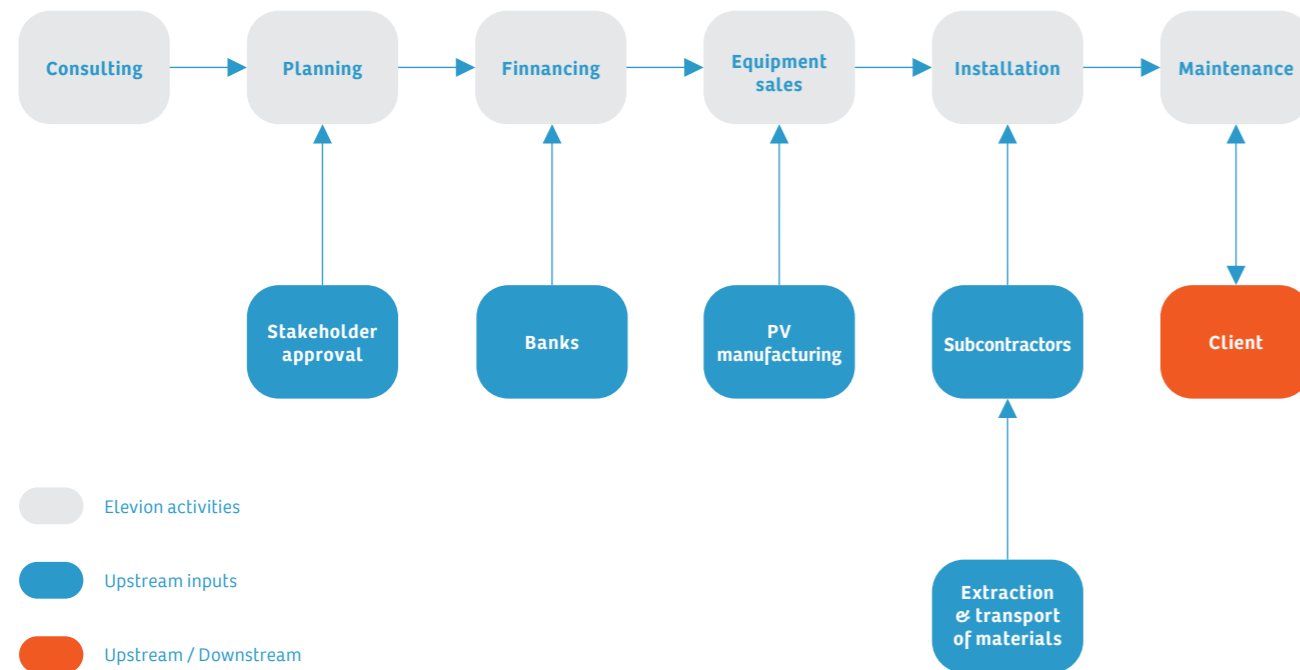 Consulting
Planning
Finnancing
Equipment
sales
Installation
Maintenance
Stakeholder
approval
Banks
PV
manufacturing
Subcontractors
Client
Extraction
& transport
of materials
Elevion activities
Upstream inputs
Upstream / Downstream